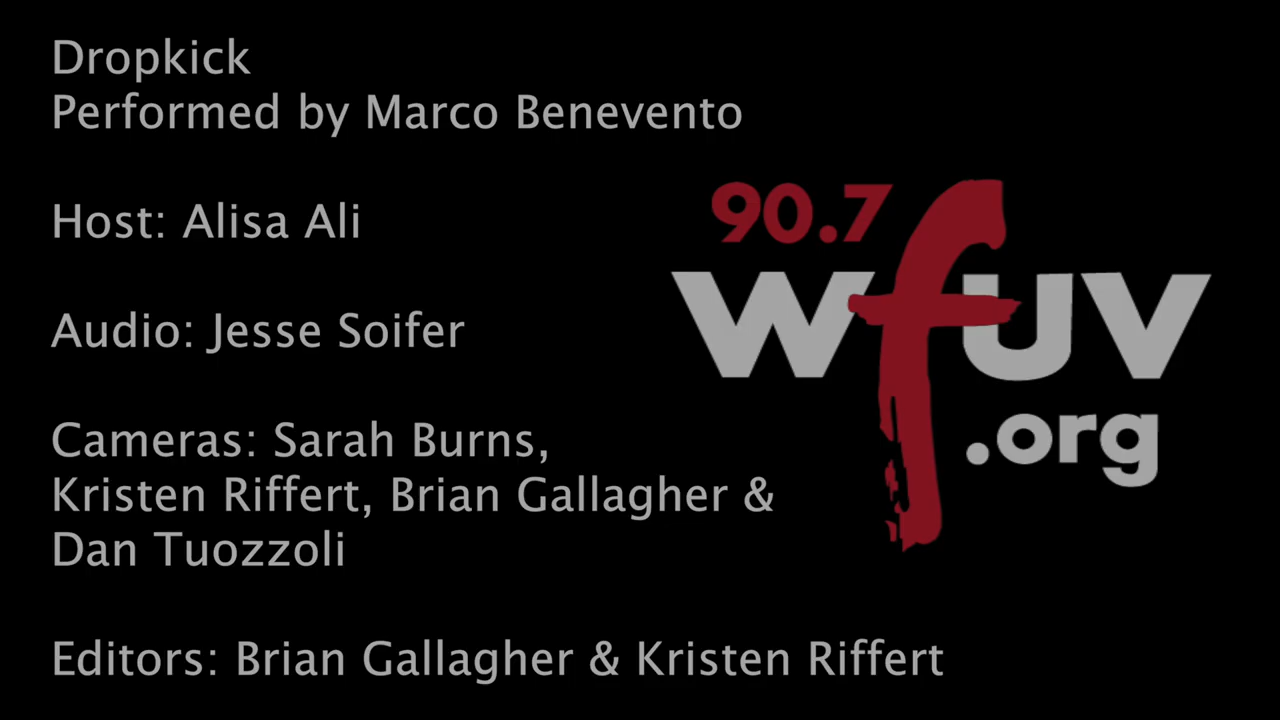 Dropkick
Performed by Marco Benevento
Host: Alisa Ali
Audio: Jesse Soifer
Cameras: Sarah Burns,
Kristen Riffert, Brian Gallagher &
Dan Tuozzoli
Editors: Brian Gallagher & Kristen Riffert
90.7
wfuv
.org